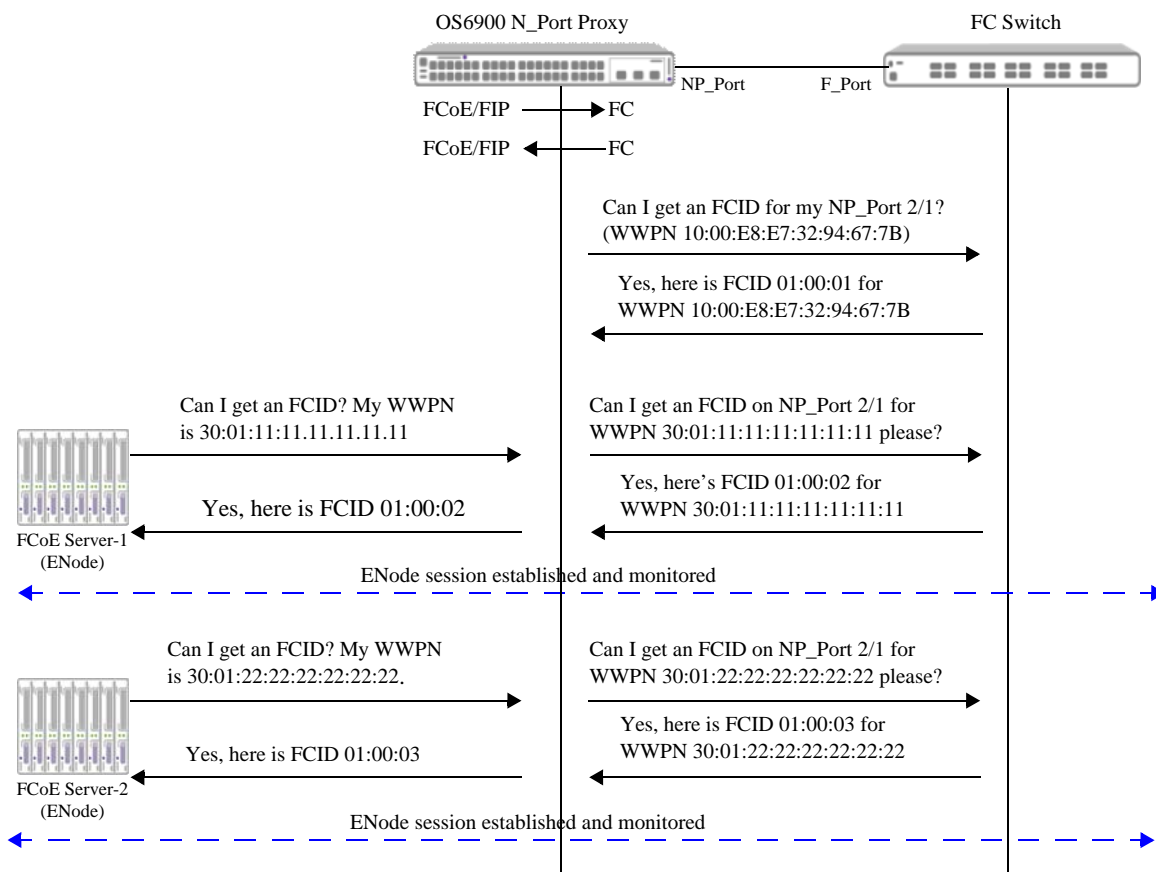 OS6900 N_Port Proxy
FC Switch
NP_Port
F_Port
FCoE/FIP
FC
FCoE/FIP
FC
Can I get an FCID for my NP_Port 2/1?
(WWPN 10:00:E8:E7:32:94:67:7B)
Yes, here is FCID 01:00:01 for
WWPN 10:00:E8:E7:32:94:67:7B
Can I get an FCID? My WWPN
is 30:01:11:11.11.11.11.11
Can I get an FCID on NP_Port 2/1 for
WWPN 30:01:11:11:11:11:11:11 please?
Yes, here is FCID 01:00:02
Yes, here's FCID 01:00:02 for
WWPN 30:01:11:11:11:11:11:11
FCoE Server-1
(ENode)
ENode session established and monitored
Can I get an FCID? My WWPN
is 30:01:22:22:22:22:22:22.
Can I get an FCID on NP_Port 2/1 for
WWPN 30:01:22:22:22:22:22:22 please?
Yes, here is FCID 01:00:03
Yes, here is FCID 01:00:03 for
WWPN 30:01:22:22:22:22:22:22
FCoE Server-2
(ENode)
ENode session established and monitored